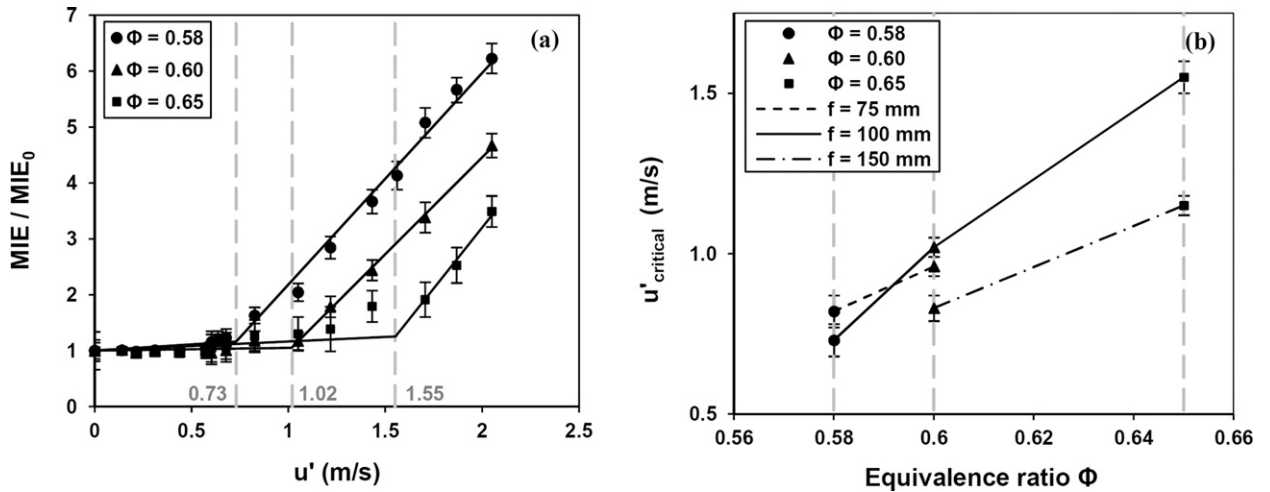 (a)
Φ = 0.58
Φ = 0.60
Φ = 0.65
MIE / MIE₀
7
6
5
4
3
2
1
0
0.73
1.02
1.55
0
0.5
1
1.5
2
2.5
u' (m/s)
(b)
Φ = 0.58
Φ = 0.60
Φ = 0.65
f = 75 mm
f = 100 mm
f = 150 mm
u'critical (m/s)
1.5
1.0
0.5
0.56
0.58
0.6
0.62
0.64
0.66
Equivalence ratio Φ